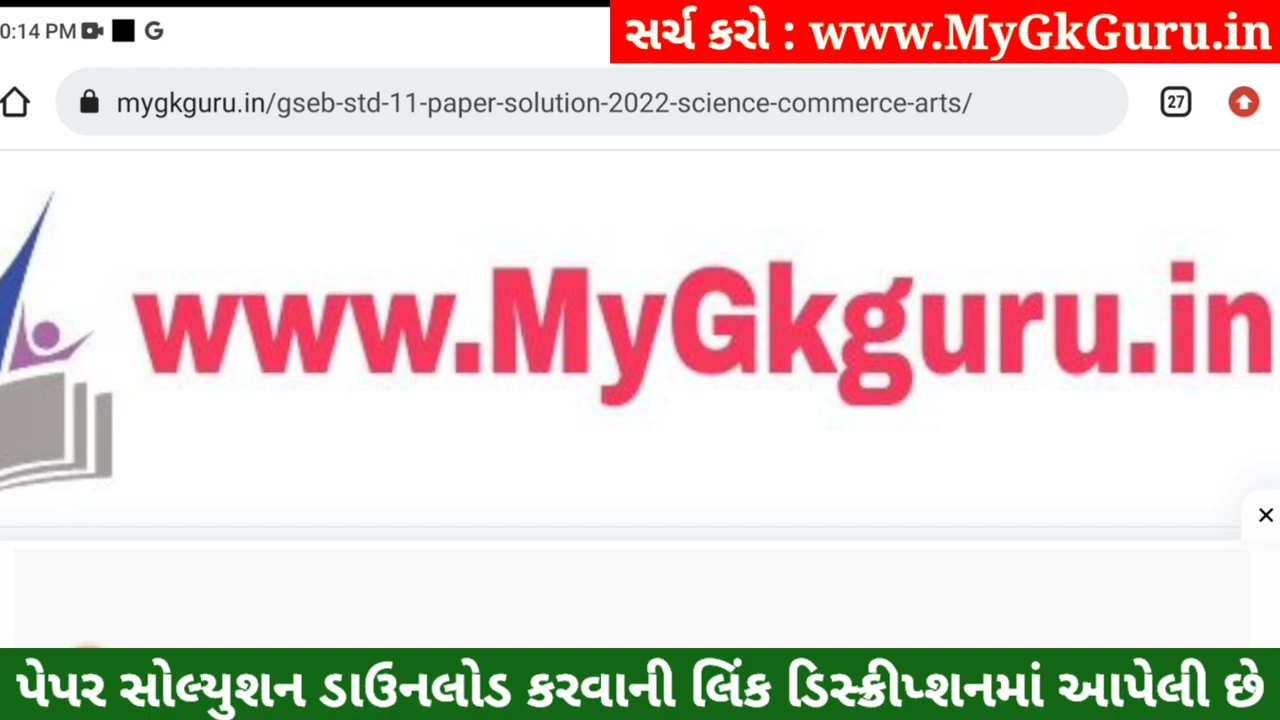 0:14 PM G
સર્ચ કરો : www.MyGkGuru.in
mygkguru.in/gseb-std-11-paper-solution-2022-science-commerce-arts/
27
www.MyGkguru.in
પેપર સોલ્યુશન ડાઉનલોડ કરવાની લિંક ડિસ્ક્રીપ્શનમાં આપેલી છે